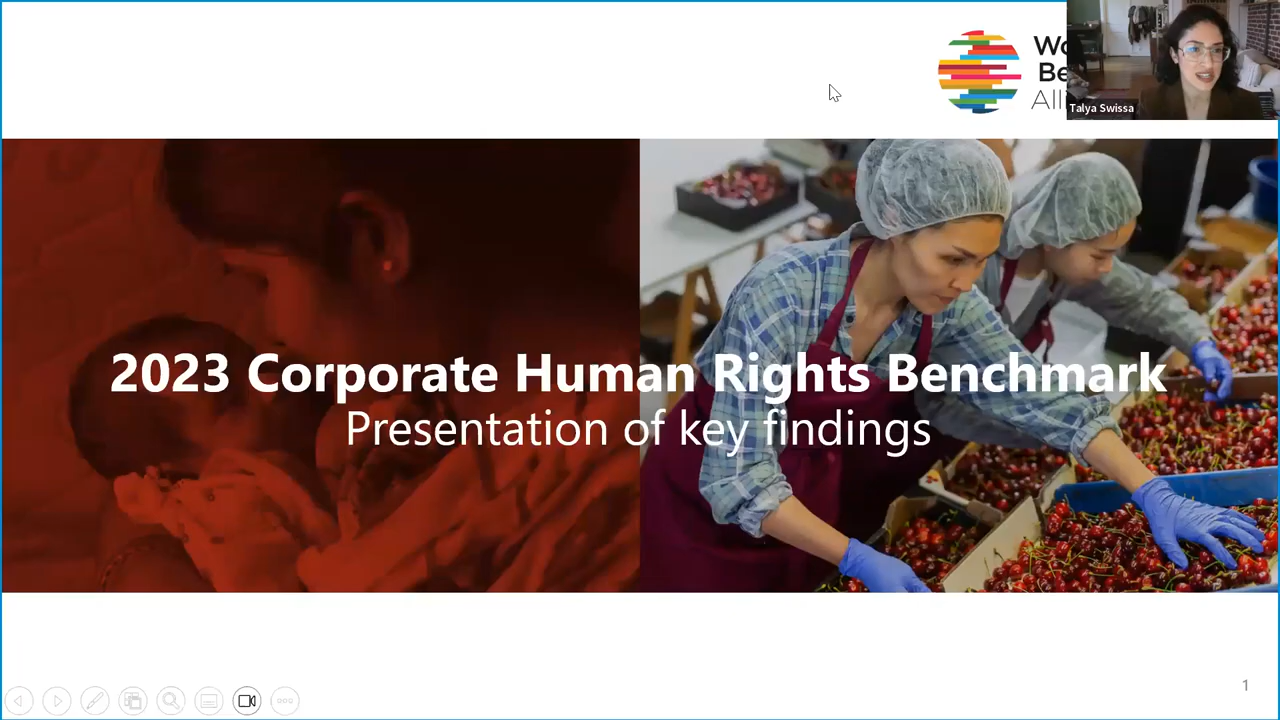 Talya Swissa
2023 Corporate Human Rights Benchmark
Presentation of key findings
1